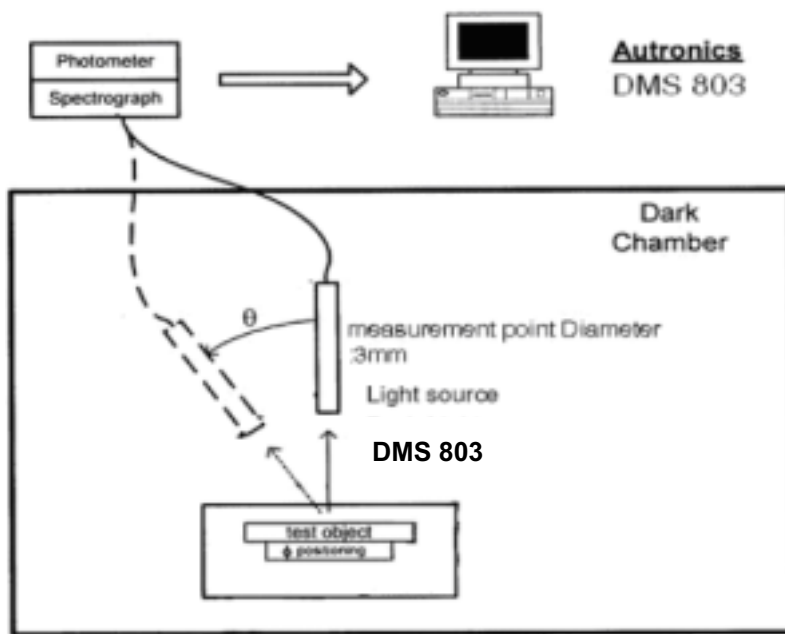 Photometer
Spectrograph
Autronics
DMS 803
Dark
Chamber
θ
measurement point Diameter
:3mm
Light source
DMS 803
test object
ϕ positioning